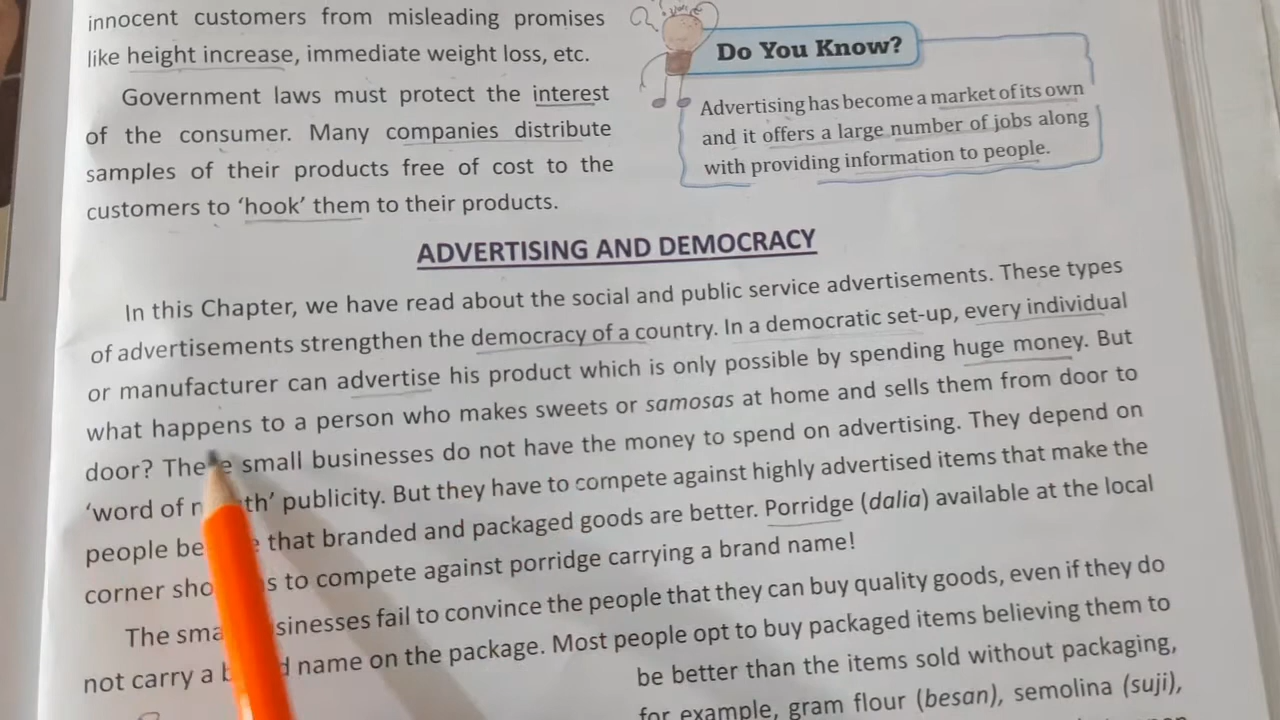 innocent customers from misleading promises
like height increase, immediate weight loss, etc.
Government laws must protect the interest
of the consumer. Many companies distribute
samples of their products free of cost to the
customers to ‘hook’ them to their products.
Do You Know?
Advertising has become a market of its own
and it offers a large number of jobs along
with providing information to people.
ADVERTISING AND DEMOCRACY
In this Chapter, we have read about the social and public service advertisements. These types
of advertisements strengthen the democracy of a country. In a democratic set-up, every individual
or manufacturer can advertise his product which is only possible by spending huge money. But
what happens to a person who makes sweets or samosas at home and sells them from door to
door? These small businesses do not have the money to spend on advertising. They depend on
‘word of publicity. But they have to compete against highly advertised items that make the
people that branded and packaged goods are better. Porridge (dalia) available at the local
corner to compete against porridge carrying a brand name!
The fail to convince the people that they can buy quality goods, even if they do
not carry a name on the package. Most people opt to buy packaged items believing them to
be better than the items sold without packaging,
for example, gram flour (besan), semolina (suji),